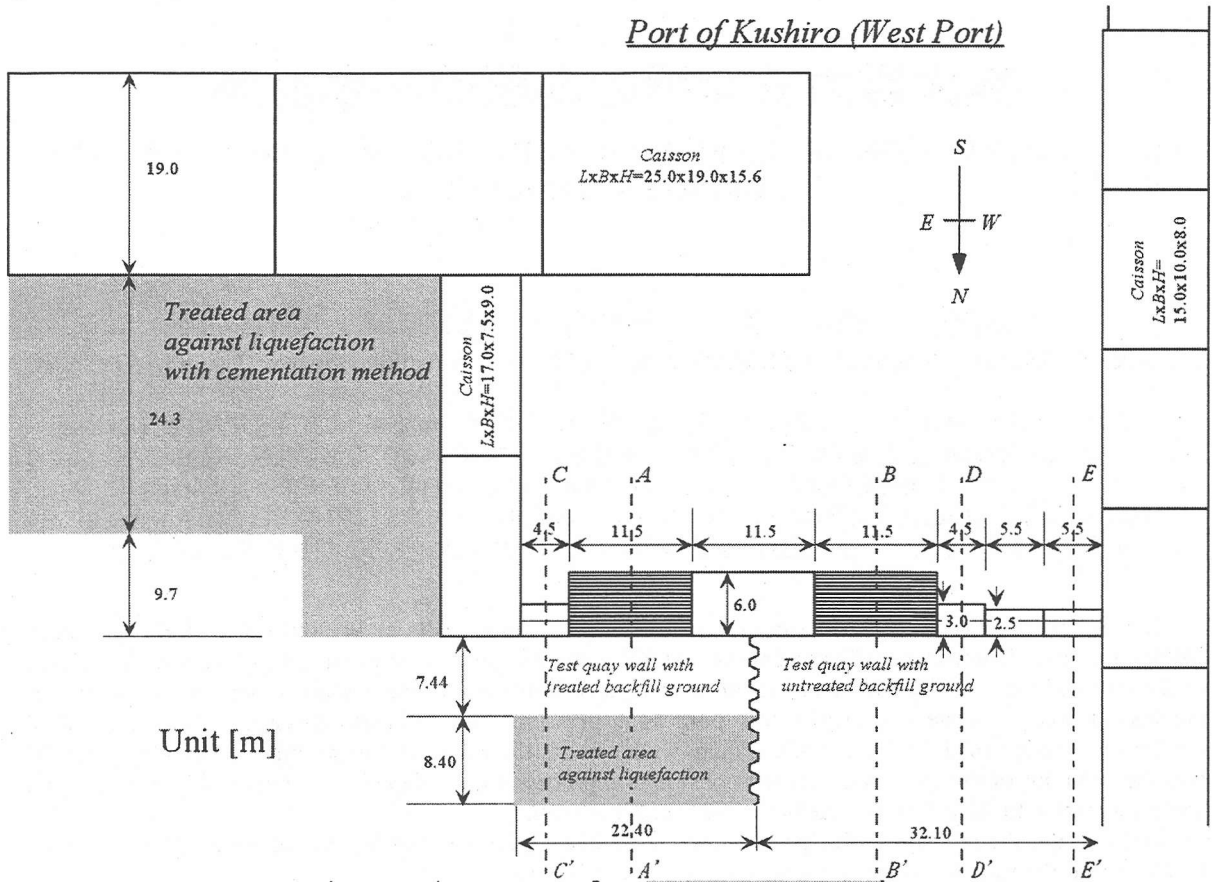 Port of Kushiro (West Port)
19.0
Caisson
LxBxH=25.0x19.0x15.6
S
E W
N
Caisson
LxBxH=
15.0x10.0x8.0
Treated area
against liquefaction
with cementation method
24.3
Caisson
LxBxH=17.0x7.5x9.0
C A B D E
4.5 11.5 11.5 11.5 4.5 5.5 5.5
9.7
6.0
3.0 2.5
7.44
Test quay wall with
treated backfill ground
Test quay wall with
untreated backfill ground
Unit [m]
8.40
Treated area
against liquefaction
22.40 32.10
C' A' B' D' E'